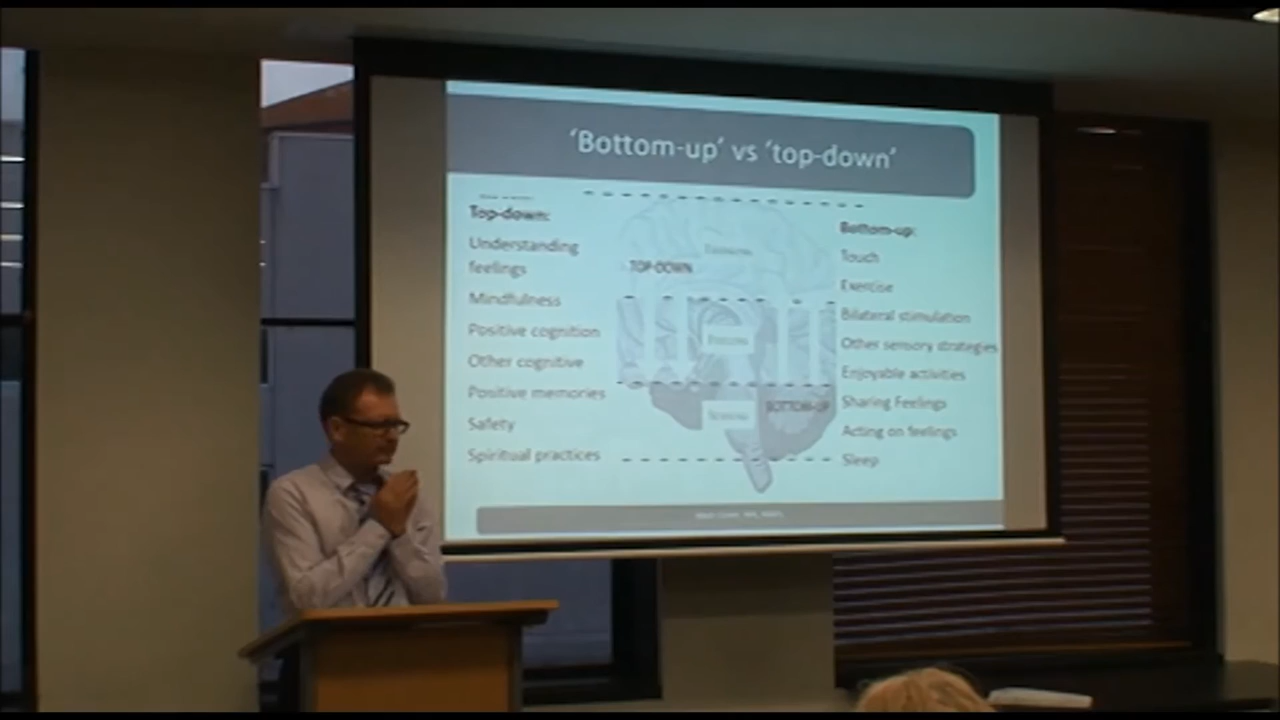 'Bottom-up' vs 'top-down'
Top-down:
Understanding
feelings
Mindfulness
Positive cognition
Other cognitive
Positive memories
Safety
Spiritual practices
TOP-DOWN
BOTTOM-UP
Bottom-up:
Touch
Exercise
Bilateral stimulation
Other sensory strategies
Enjoyable activities
Sharing Feelings
Acting on feelings
Sleep